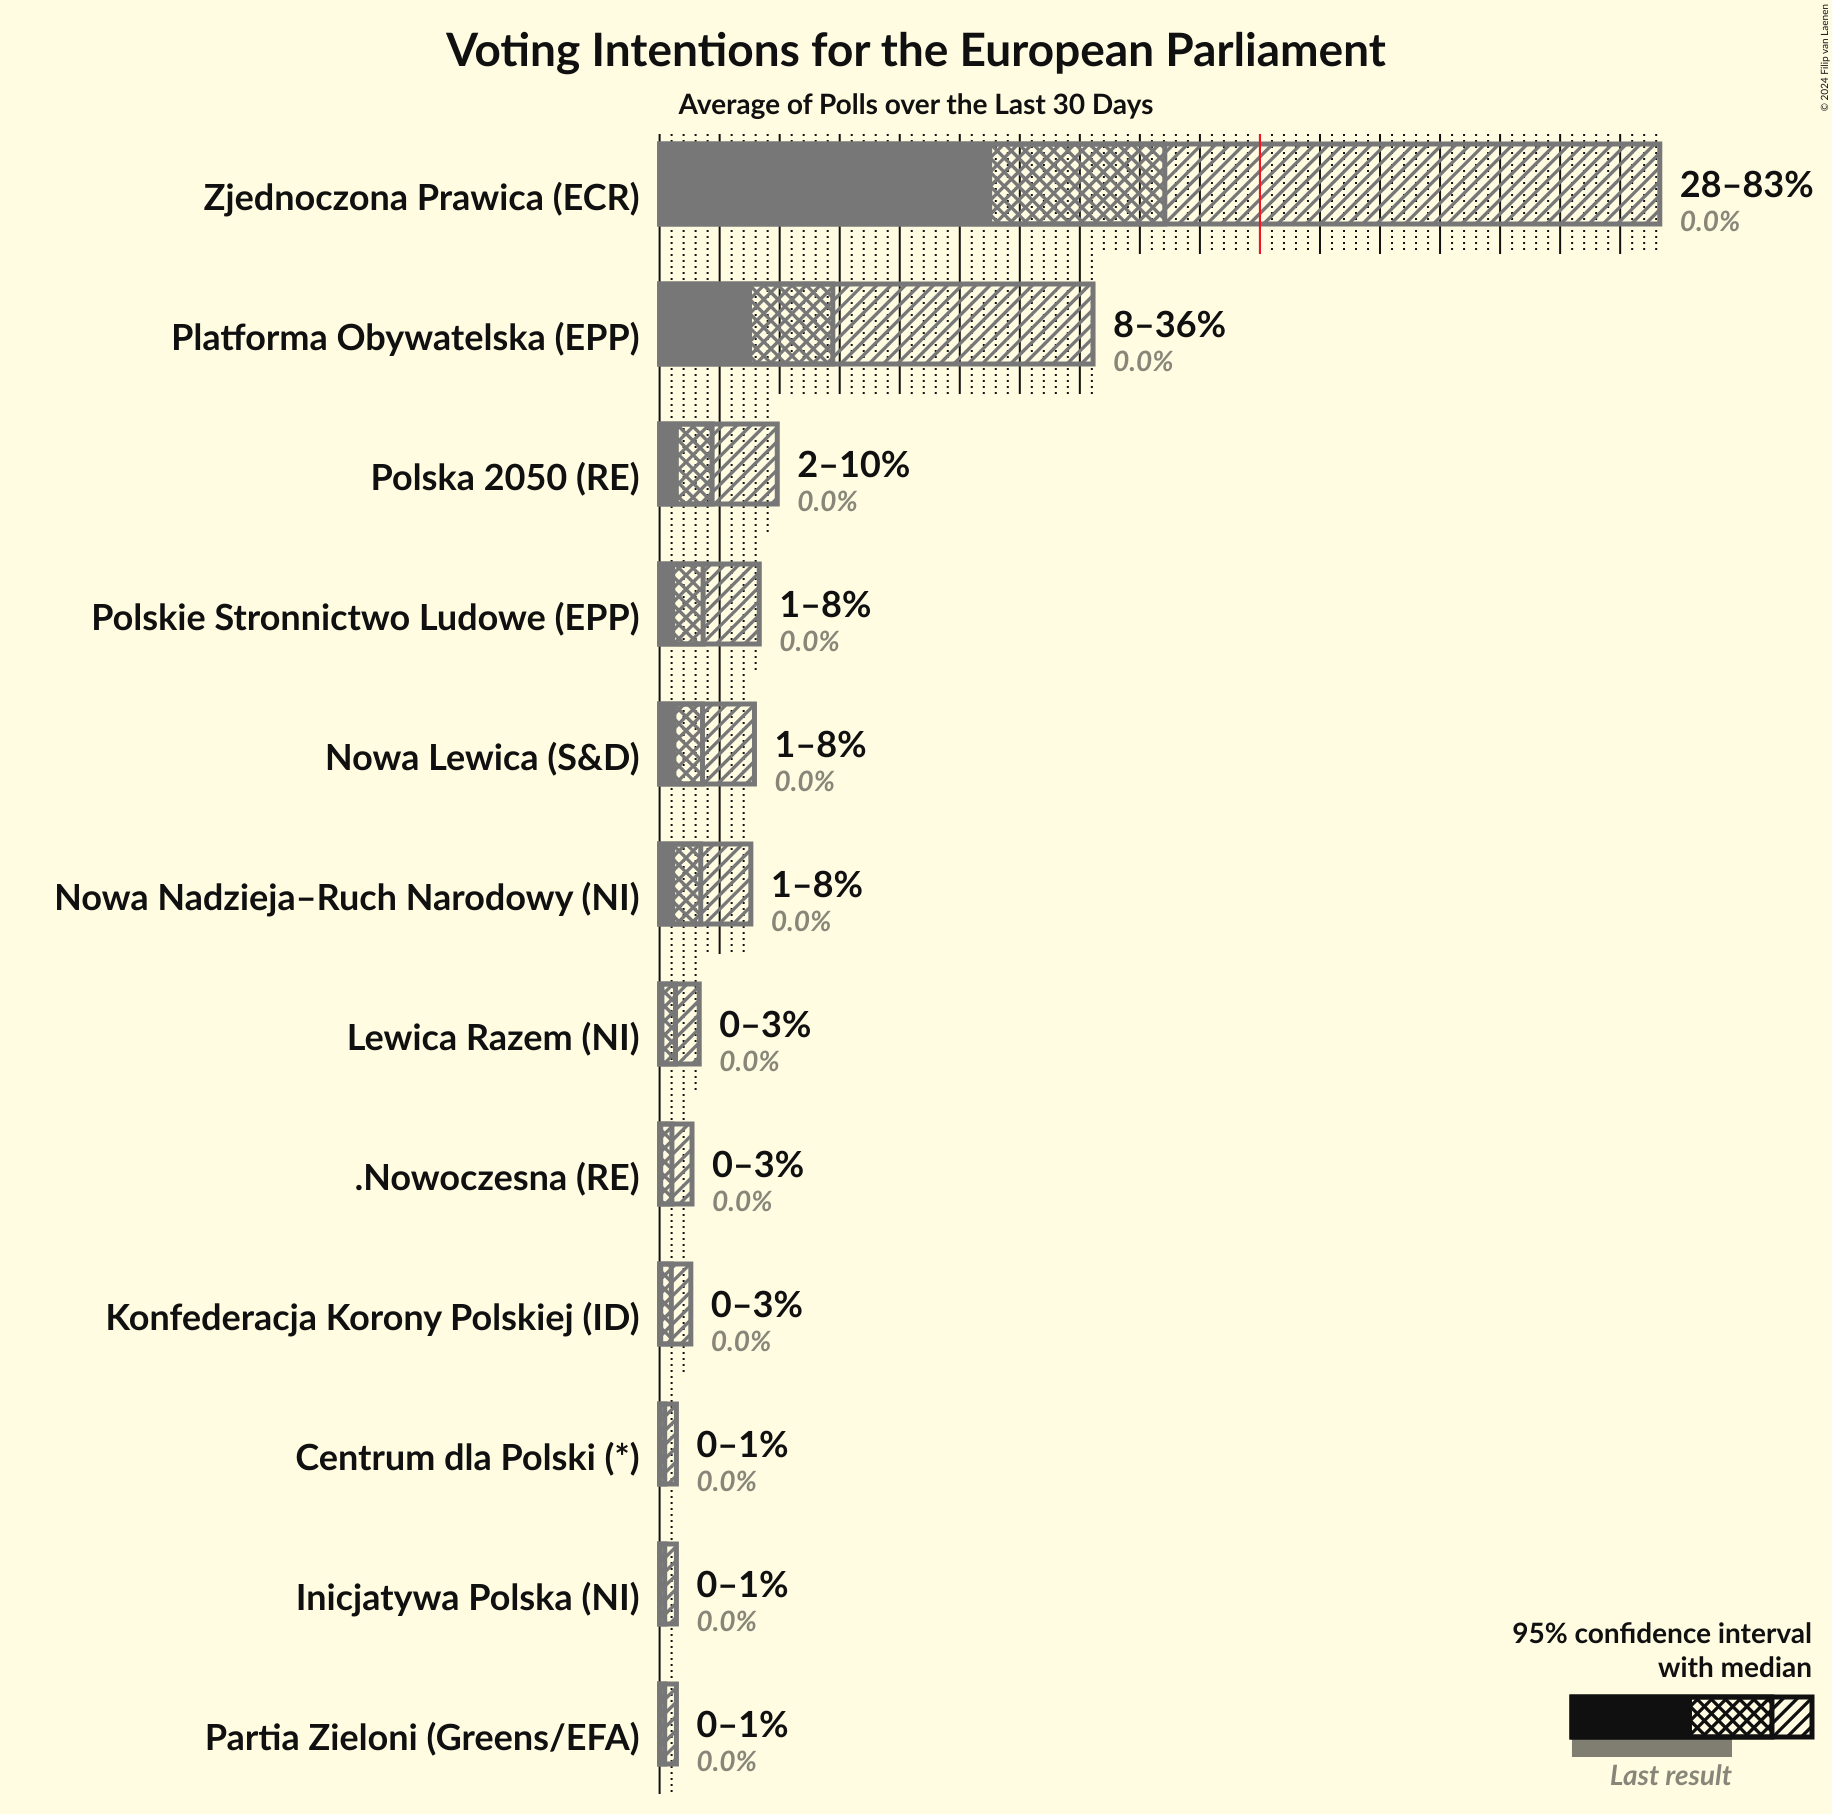 Voting Intentions for the European Parliament
Average of Polls over the Last 30 Days
© 2024 Filip van Laenen
Zjednoczona Prawica (ECR)
28–83%
0.0%
Platforma Obywatelska (EPP)
8–36%
0.0%
Polska 2050 (RE)
2–10%
0.0%
Polskie Stronnictwo Ludowe (EPP)
1–8%
0.0%
Nowa Lewica (S&D)
1–8%
0.0%
Nowa Nadzieja–Ruch Narodowy (NI)
1–8%
0.0%
Lewica Razem (NI)
0–3%
0.0%
.Nowoczesna (RE)
0–3%
0.0%
Konfederacja Korony Polskiej (ID)
0–3%
0.0%
Centrum dla Polski (*)
0–1%
0.0%
Inicjatywa Polska (NI)
0–1%
0.0%
Partia Zieloni (Greens/EFA)
0–1%
0.0%
95% confidence interval
with median
Last result